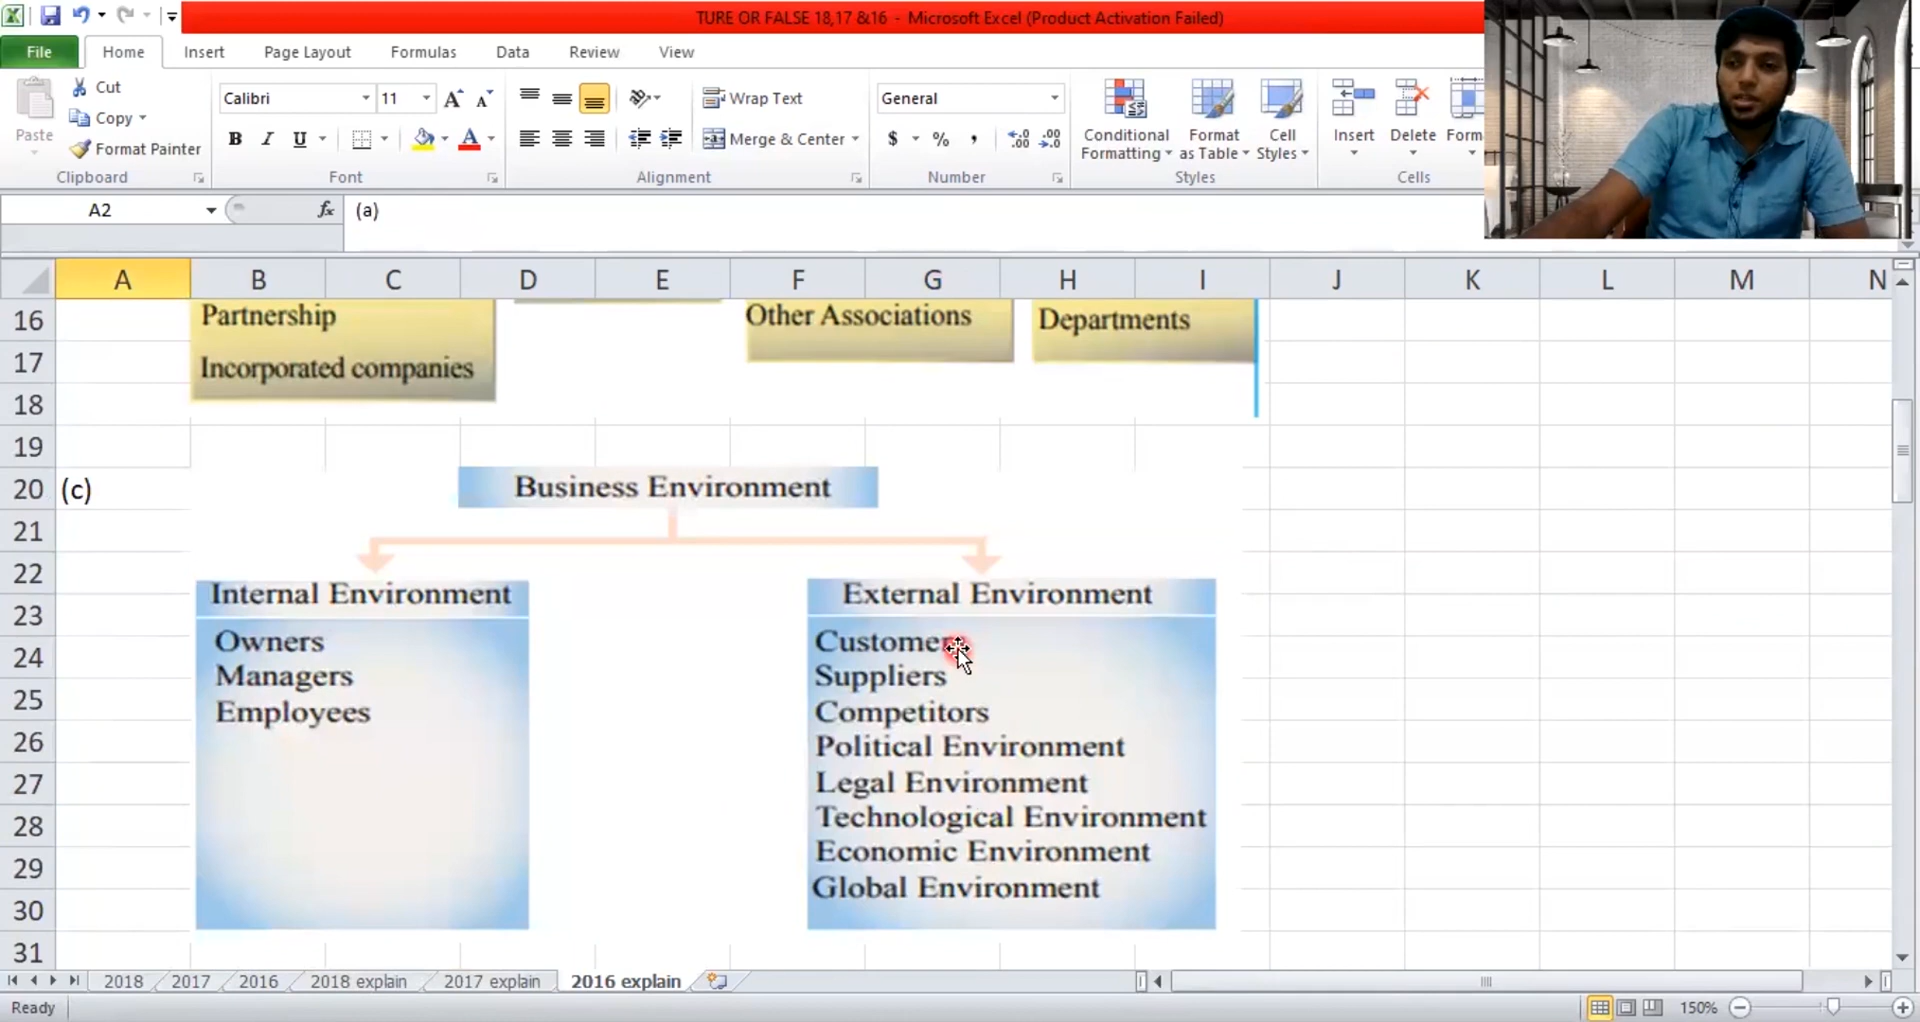 TURE OR FALSE 18,17 &16 - Microsoft Excel (Product Activation Failed)
File Home Insert Page Layout Formulas Data Review View
Paste
Cut
Copy
Format Painter
Clipboard
Calibri 11
B I U
Font
Wrap Text
Merge & Center
Alignment
General
$ % ,
Number
Conditional Formatting
Format as Table
Cell Styles
Styles
Insert Delete Form
Cells
A2 fx (a)
A B C D E F G H I J K L M N
16 Partnership Other Associations Departments
17 Incorporated companies
18
19
20 (c) Business Environment
21
22 Internal Environment External Environment
23
24 Owners Customers
Managers Suppliers
25 Employees Competitors
26 Political Environment
27 Legal Environment
28 Technological Environment
29 Economic Environment
30 Global Environment
31
2018 2017 2016 2018 explain 2017 explain 2016 explain
Ready 150%